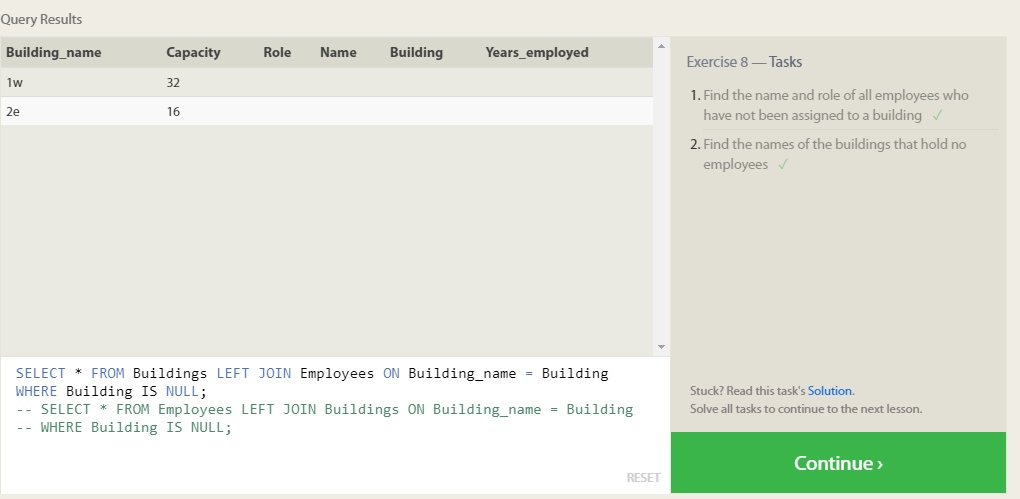 Query Results
Building_name Capacity Role Name Building Years_employed
1w 32
2e 16
SELECT * FROM Buildings LEFT JOIN Employees ON Building_name = Building
WHERE Building IS NULL;
-- SELECT * FROM Employees LEFT JOIN Buildings ON Building_name = Building
-- WHERE Building IS NULL;
RESET
Exercise 8 — Tasks
1. Find the name and role of all employees who
have not been assigned to a building ✓
2. Find the names of the buildings that hold no
employees ✓
Stuck? Read this task's Solution.
Solve all tasks to continue to the next lesson.
Continue ›